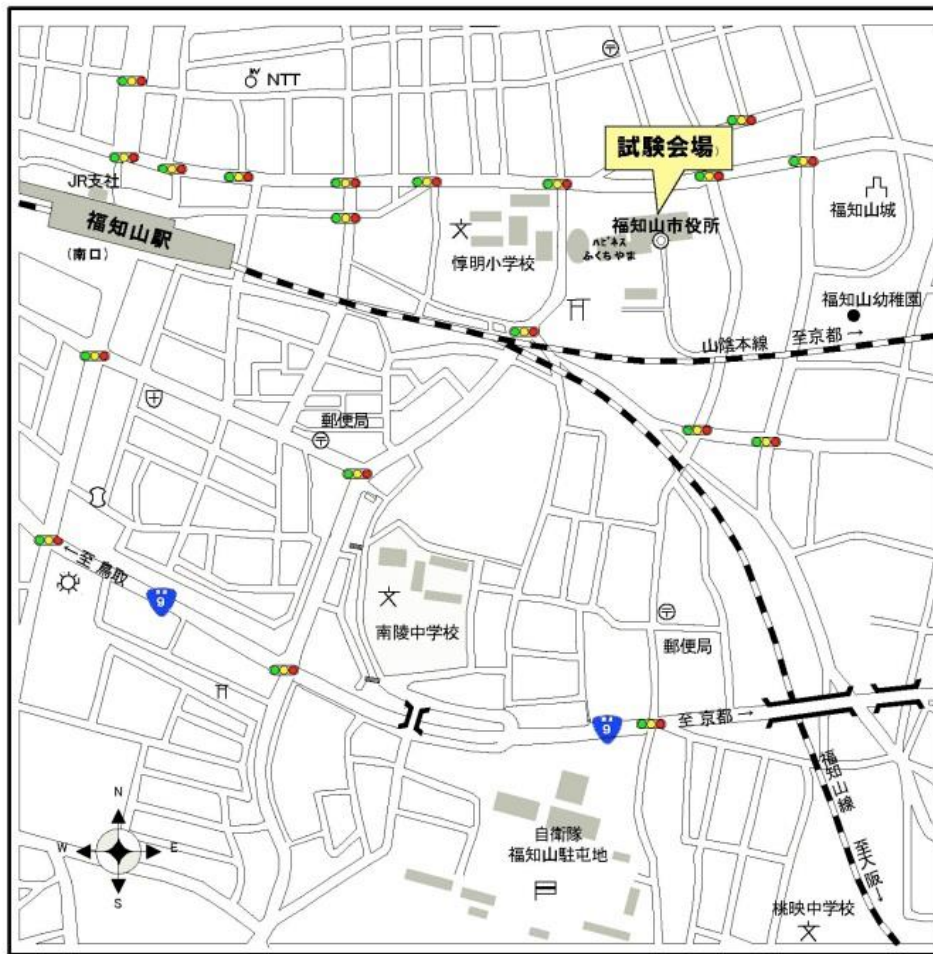 NTT
試験会場)
JR支社
福知山駅
(南口)
惇明小学校
福知山市役所
ハピネス
ふくちやま
福知山城
福知山幼稚園
山陰本線
至京都 →
郵便局
← 至 鳥取
9
南陵中学校
郵便局
9
至 京都 →
福知山線
至大阪→
自衛隊
福知山駐屯地
桃映中学校
N
W
E
S